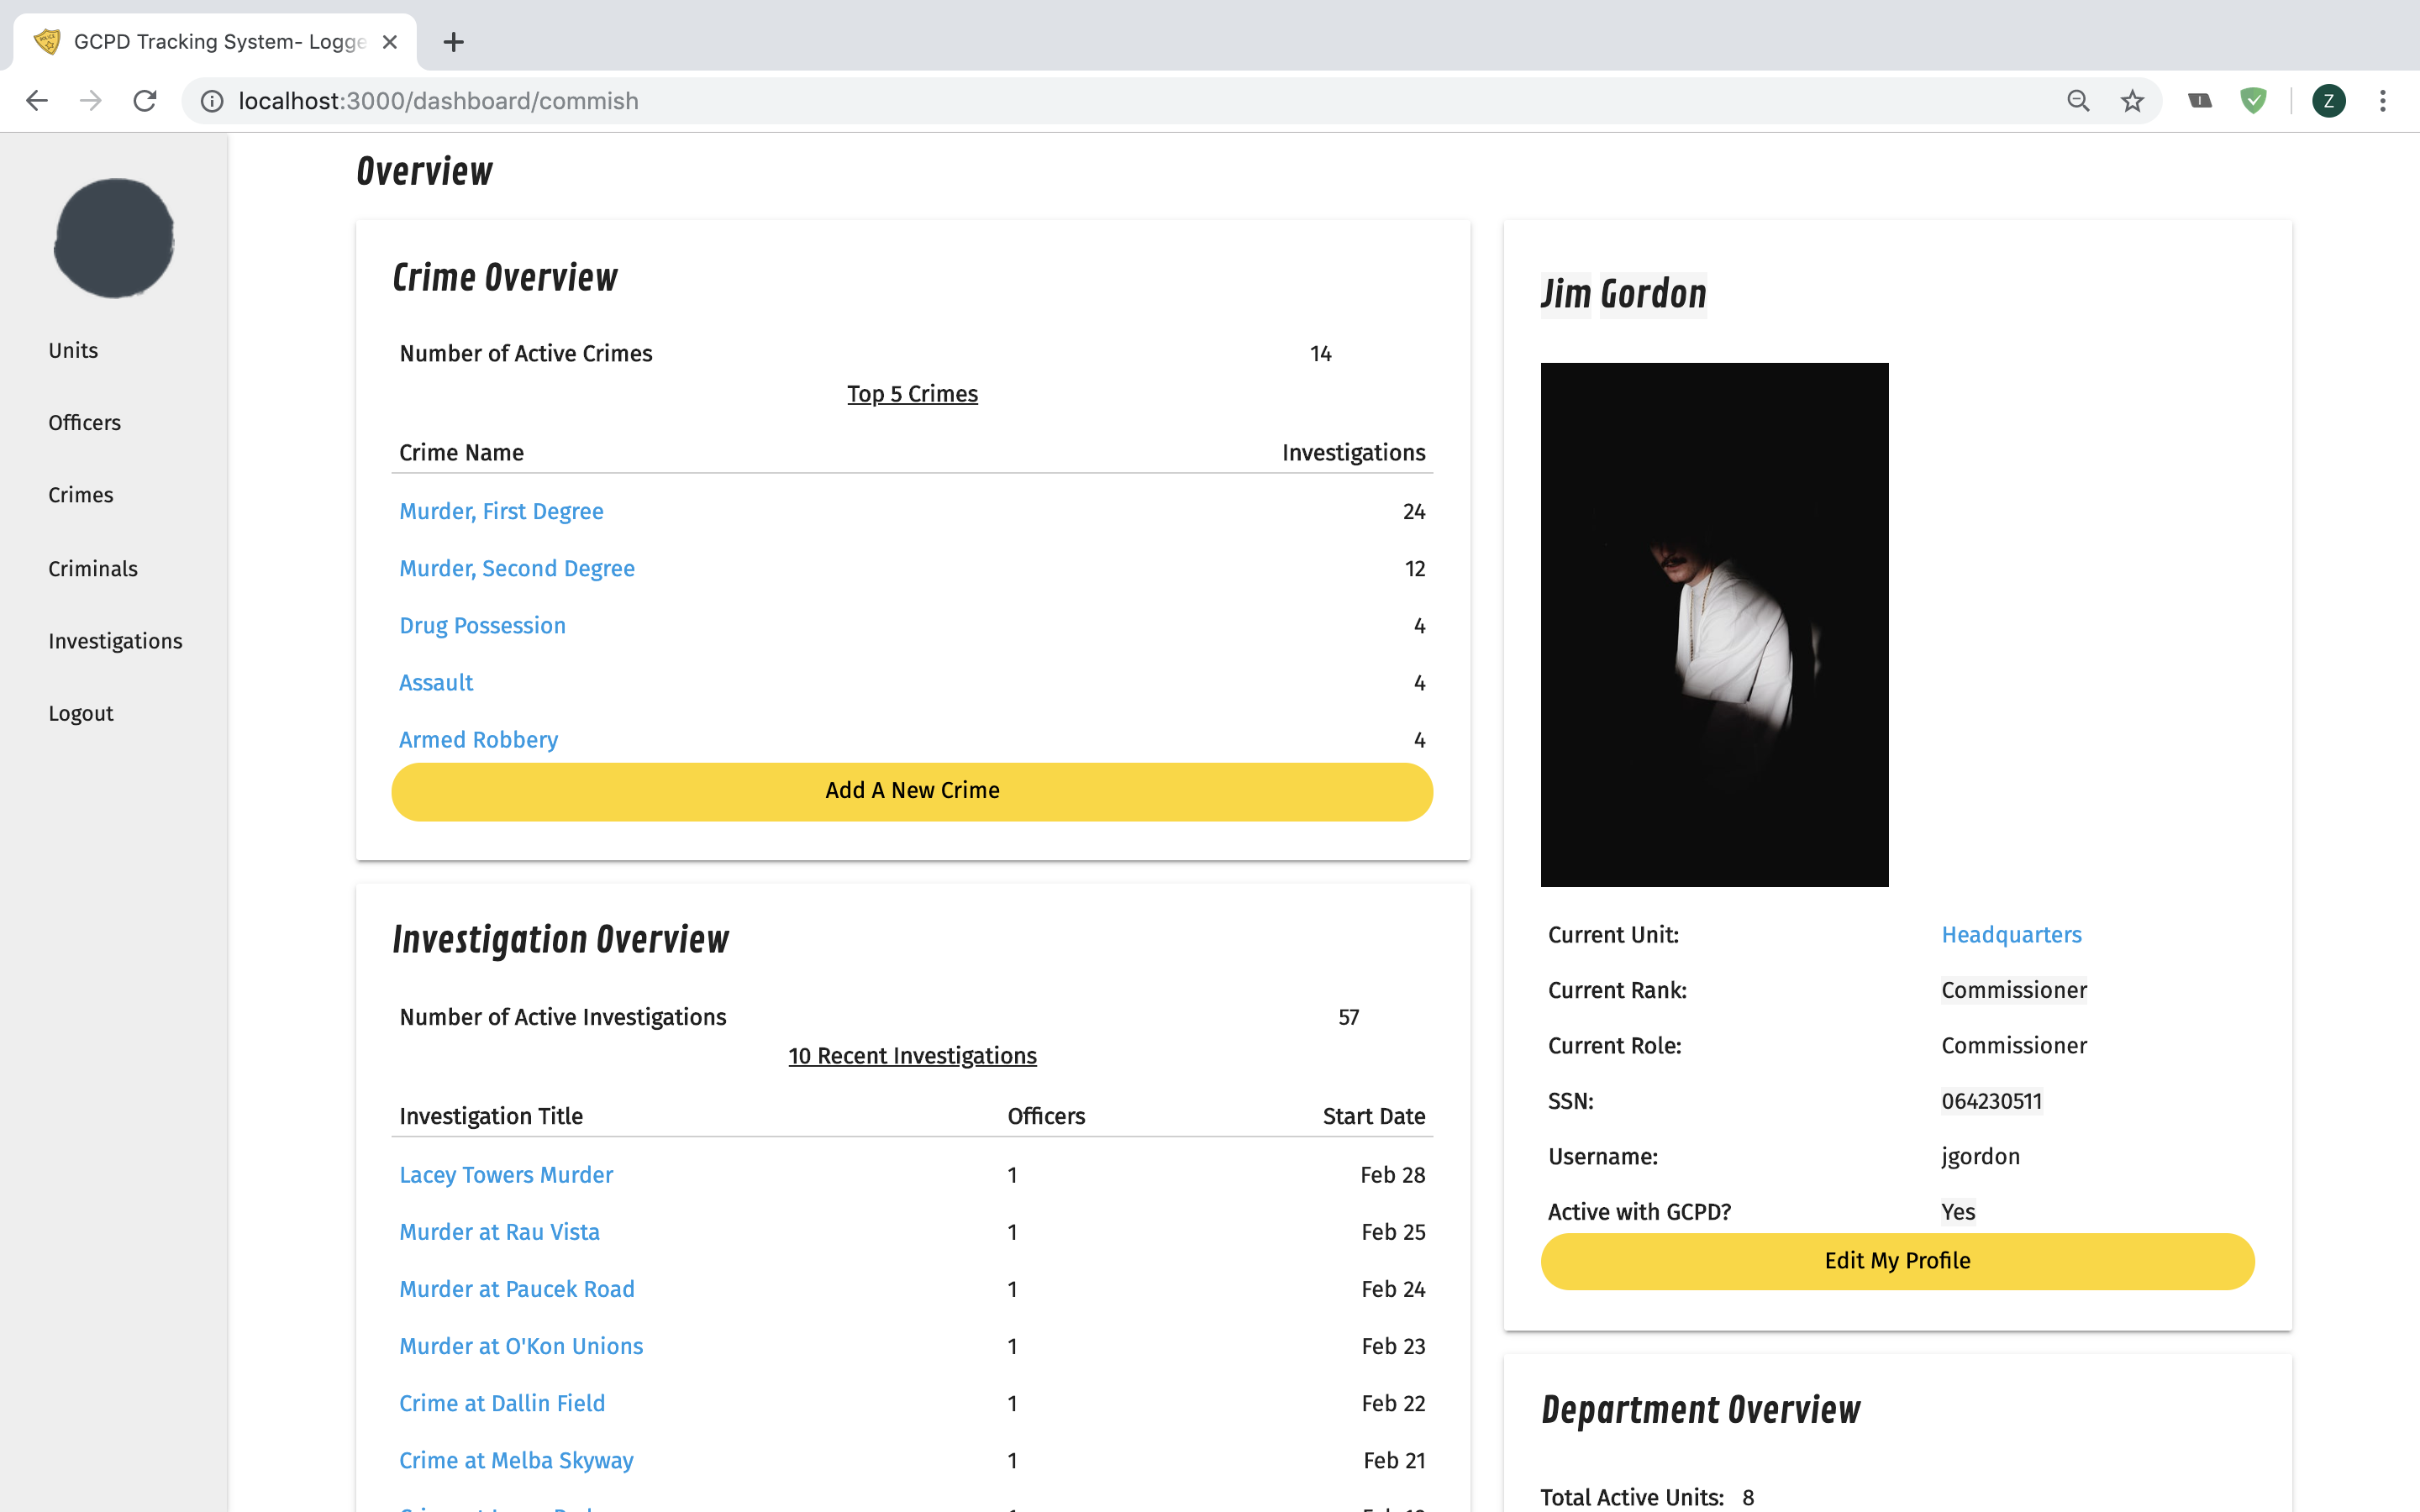 GCPD Tracking System- Logge
localhost:3000/dashboard/commish
Z
Units
Officers
Crimes
Criminals
Investigations
Logout
Overview
Crime Overview
Number of Active Crimes 14
Top 5 Crimes
Crime Name Investigations
Murder, First Degree 24
Murder, Second Degree 12
Drug Possession 4
Assault 4
Armed Robbery 4
Add A New Crime
Investigation Overview
Number of Active Investigations 57
10 Recent Investigations
Investigation Title Officers Start Date
Lacey Towers Murder 1 Feb 28
Murder at Rau Vista 1 Feb 25
Murder at Paucek Road 1 Feb 24
Murder at O'Kon Unions 1 Feb 23
Crime at Dallin Field 1 Feb 22
Crime at Melba Skyway 1 Feb 21
Jim Gordon
Current Unit: Headquarters
Current Rank: Commissioner
Current Role: Commissioner
SSN: 064230511
Username: jgordon
Active with GCPD? Yes
Edit My Profile
Department Overview
Total Active Units: 8